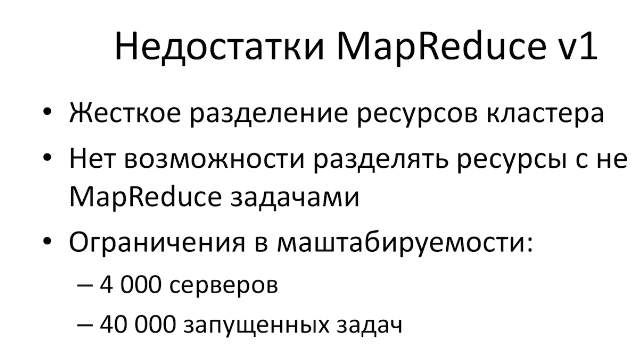 Недостатки MapReduce v1
• Жесткое разделение ресурсов кластера
• Нет возможности разделять ресурсы с не
MapReduce задачами
• Ограничения в маштабируемости:
– 4 000 серверов
– 40 000 запущенных задач